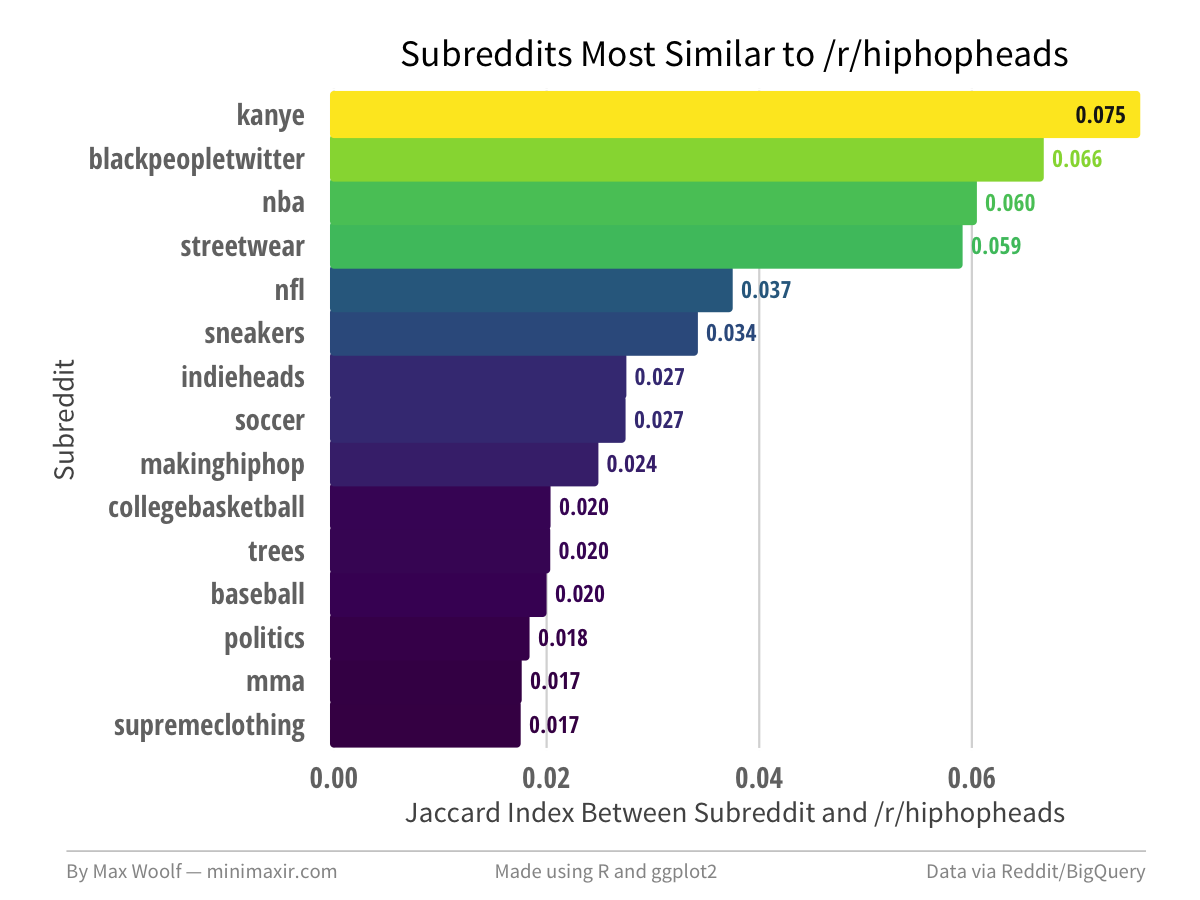 Subreddits Most Similar to /r/hiphopheads
kanye 0.075
blackpeopletwitter 0.066
nba 0.060
streetwear 0.059
nfl 0.037
sneakers 0.034
indieheads 0.027
soccer 0.027
makinghiphop 0.024
collegebasketball 0.020
trees 0.020
baseball 0.020
politics 0.018
mma 0.017
supremeclothing 0.017
Subreddit
0.00 0.02 0.04 0.06
Jaccard Index Between Subreddit and /r/hiphopheads
By Max Woolf — minimaxir.com Made using R and ggplot2 Data via Reddit/BigQuery